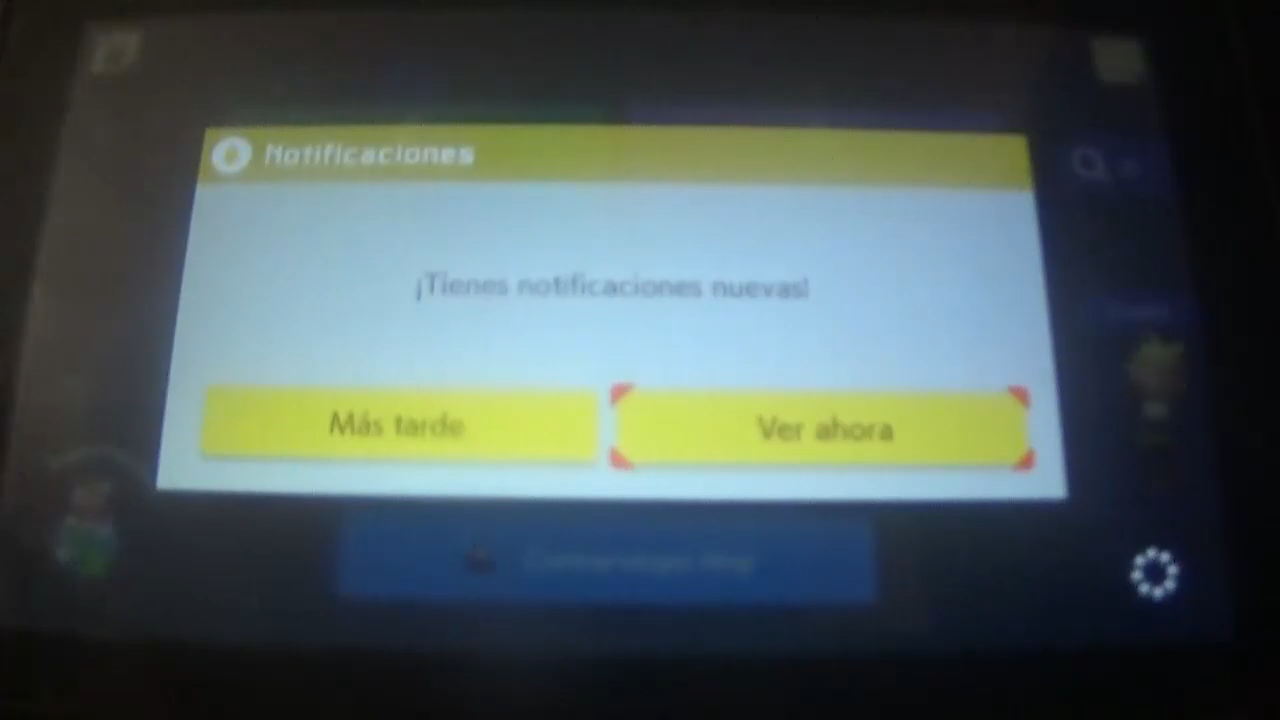 Notificaciones
¡Tienes notificaciones nuevas!
Más tarde
Ver ahora